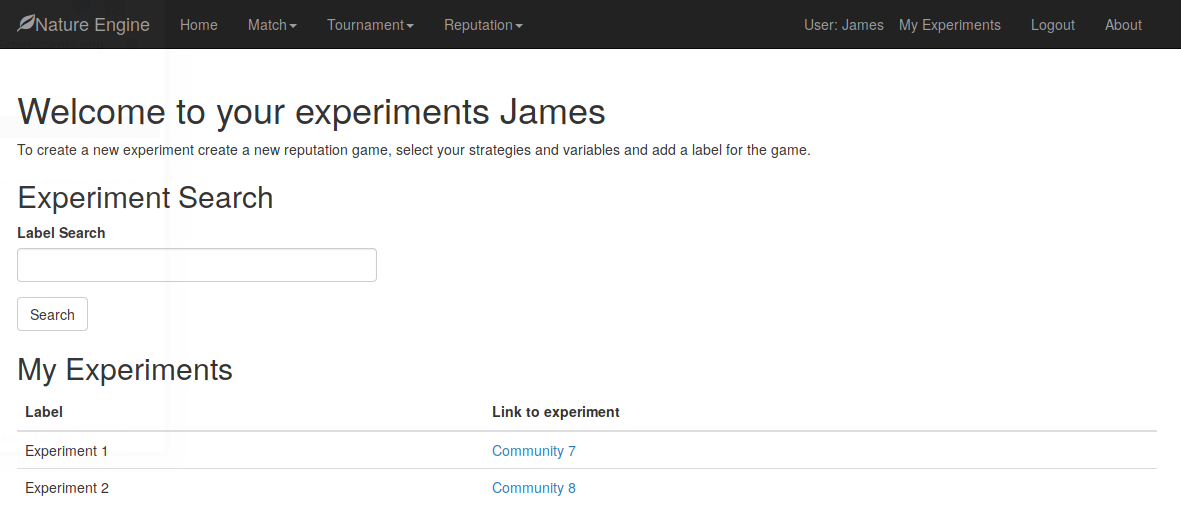 Nature Engine Home Match Tournament Reputation User: James My Experiments Logout About
Welcome to your experiments James
To create a new experiment create a new reputation game, select your strategies and variables and add a label for the game.
Experiment Search
Label Search
Search
My Experiments
Label Link to experiment
Experiment 1 Community 7
Experiment 2 Community 8